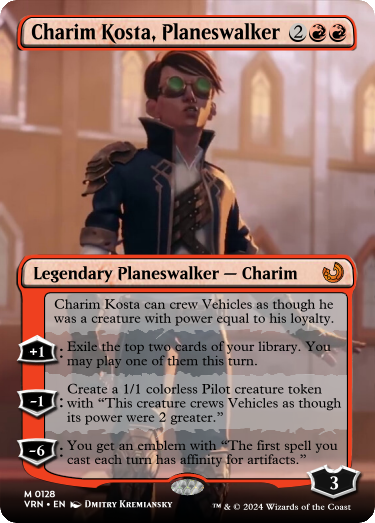 Charim Kosta, Planeswalker 2
Legendary Planeswalker — Charim
Charim Kosta can crew Vehicles as though he
was a creature with power equal to his loyalty.
+1 : Exile the top two cards of your library. You
may play one of them this turn.
-1 : Create a 1/1 colorless Pilot creature token
with “This creature crews Vehicles as though
its power were 2 greater.”
-6 : You get an emblem with “The first spell you
cast each turn has affinity for artifacts.”
3
M 0128
VRN • EN Dmitry Kremiansky
™ & © 2024 Wizards of the Coast